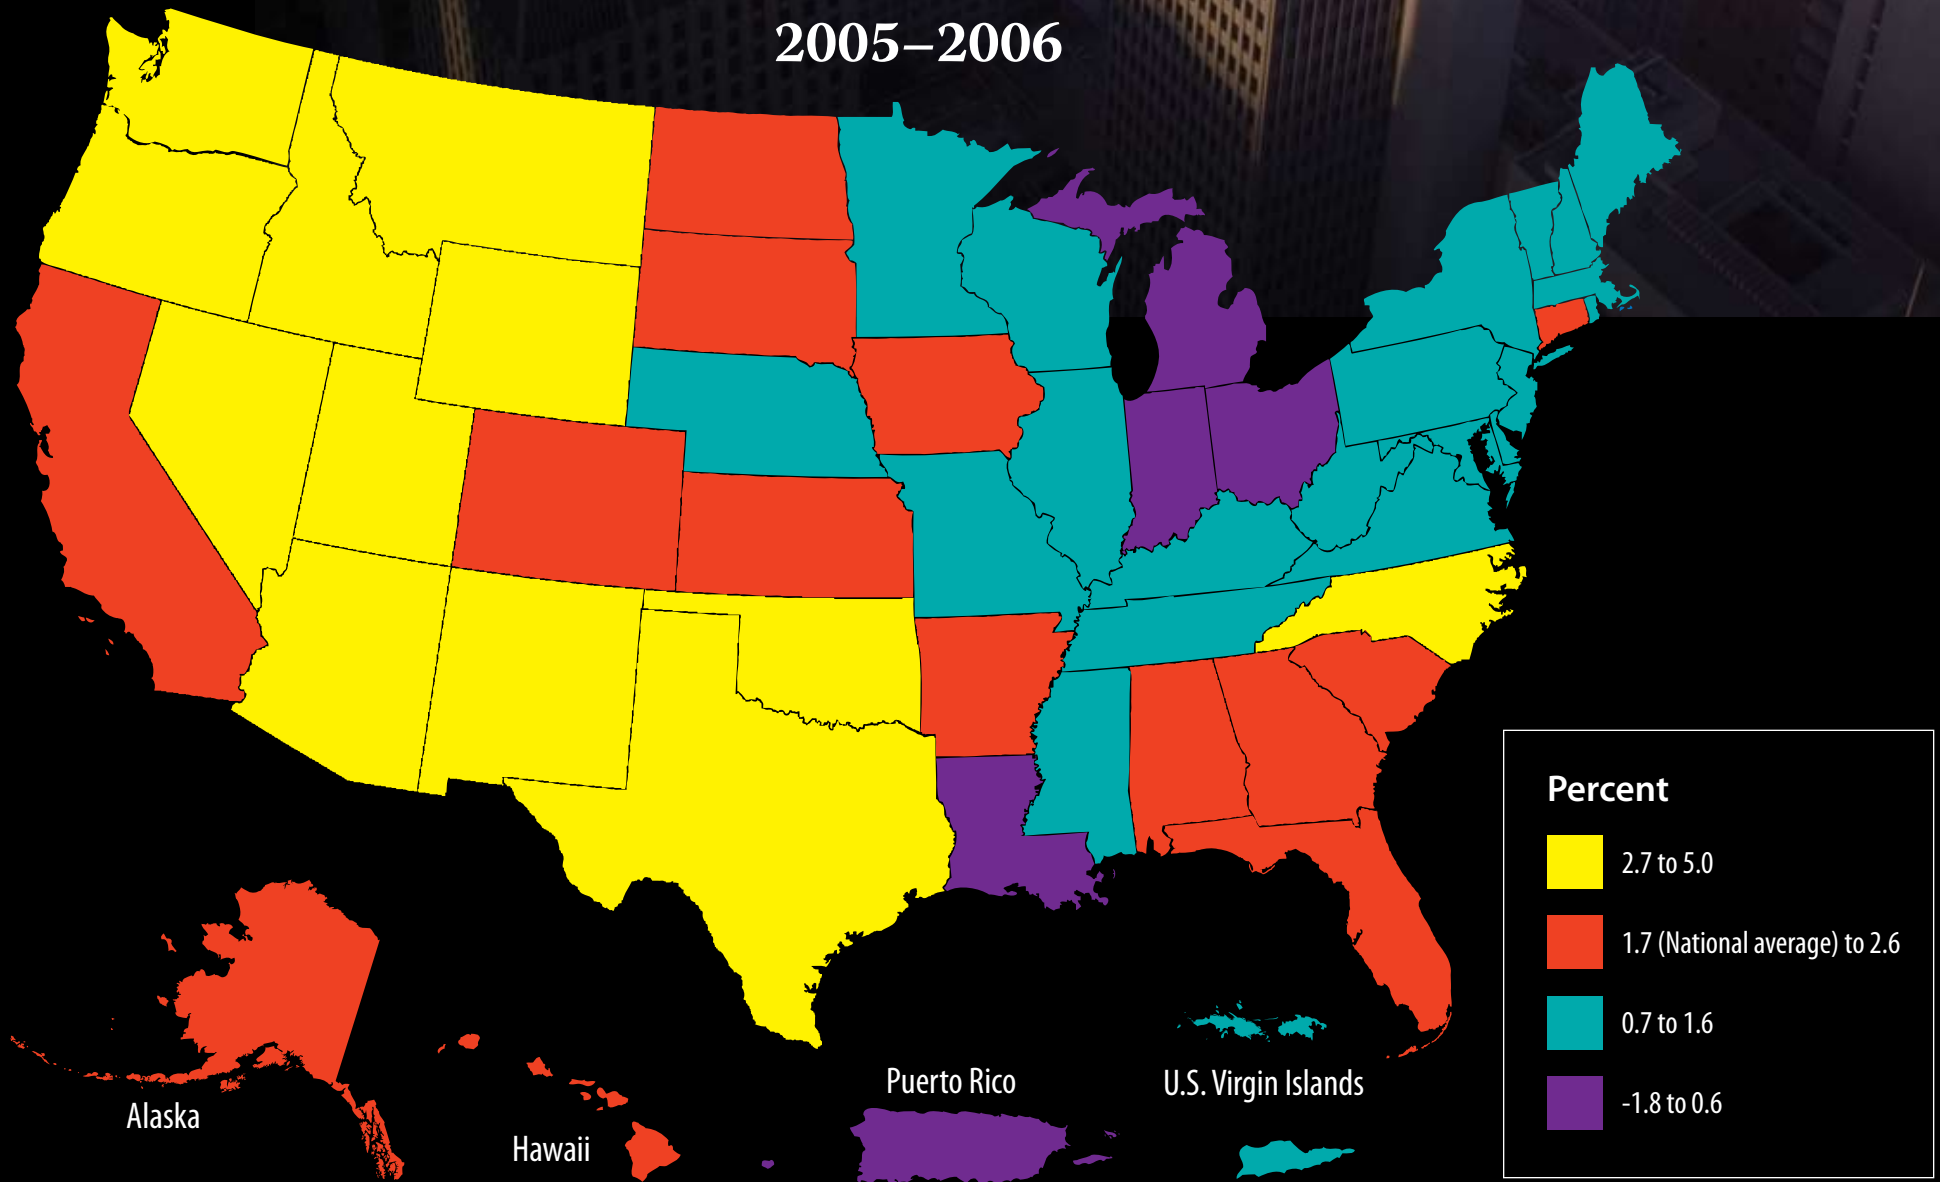 2005–2006
Percent
2.7 to 5.0
1.7 (National average) to 2.6
0.7 to 1.6
-1.8 to 0.6
Puerto Rico
U.S. Virgin Islands
Alaska
Hawaii